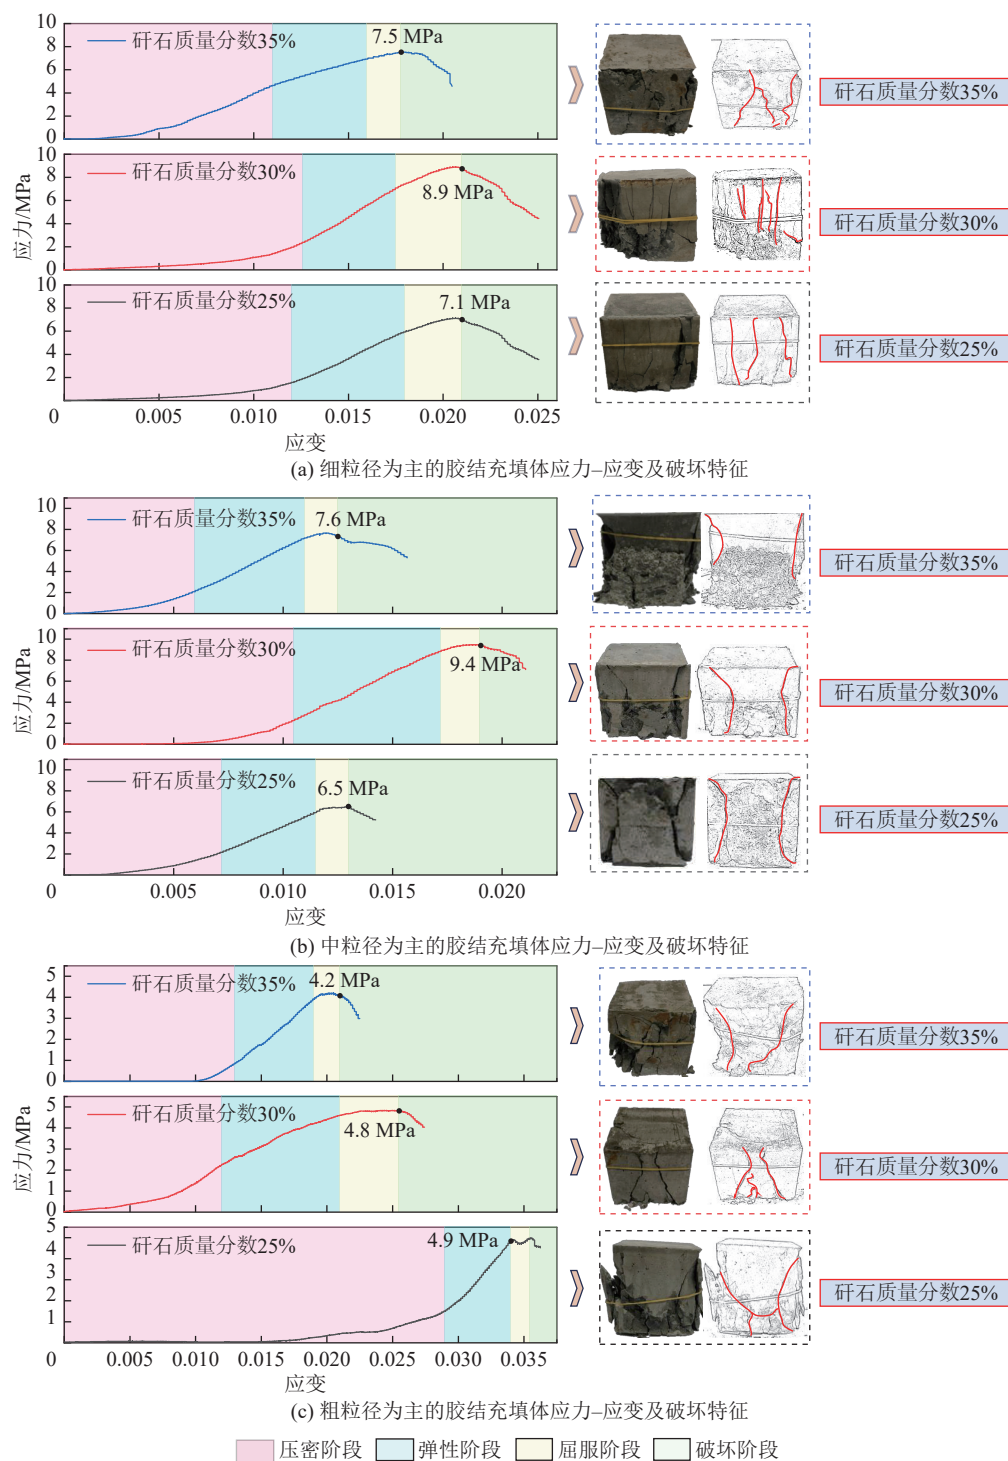 10
8
6
4
2
0
矸石质量分数35%
7.5 MPa
矸石质量分数35%
10
8
6
4
2
0
矸石质量分数30%
8.9 MPa
矸石质量分数30%
应力/MPa
10
8
6
4
2
矸石质量分数25%
7.1 MPa
矸石质量分数25%
0 0.005 0.010 0.015 0.020 0.025
应变
(a) 细粒径为主的胶结充填体应力–应变及破坏特征
10
8
6
4
2
0
矸石质量分数35%
7.6 MPa
矸石质量分数35%
10
8
6
4
2
0
矸石质量分数30%
9.4 MPa
矸石质量分数30%
应力/MPa
10
8
6
4
2
矸石质量分数25%
6.5 MPa
矸石质量分数25%
0 0.005 0.010 0.015 0.020
应变
(b) 中粒径为主的胶结充填体应力–应变及破坏特征
5
4
3
2
1
0
矸石质量分数35%
4.2 MPa
矸石质量分数35%
5
4
3
2
1
0
矸石质量分数30%
4.8 MPa
矸石质量分数30%
应力/MPa
5
4
3
2
1
矸石质量分数25%
4.9 MPa
矸石质量分数25%
0 0.005 0.010 0.015 0.020 0.025 0.030 0.035
应变
(c) 粗粒径为主的胶结充填体应力–应变及破坏特征
压密阶段 弹性阶段 屈服阶段 破坏阶段